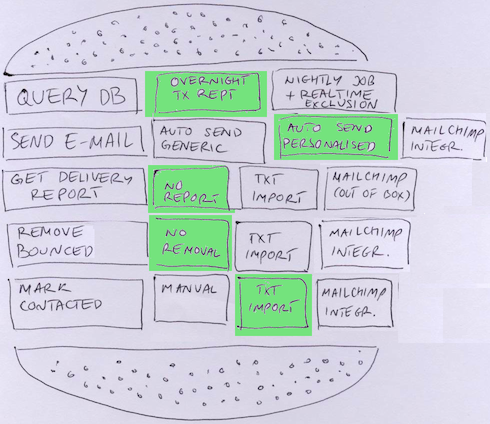 QUERY DB
OVERNIGHT
TX REPT
NIGHTLY JOB
+ REALTIME
EXCLUSION
SEND E-MAIL
AUTO SEND
GENERIC
AUTO SEND
PERSONALISED
MAILCHIMP
INTEGR.
GET DELIVERY
REPORT
NO
REPORT
TXT
IMPORT
MAILCHIMP
(OUT OF BOX)
REMOVE
BOUNCED
NO
REMOVAL
TXT
IMPORT
MAILCHIMP
INTEGR.
MARK
CONTACTED
MANUAL
TXT
IMPORT
MAILCHIMP
INTEGR.